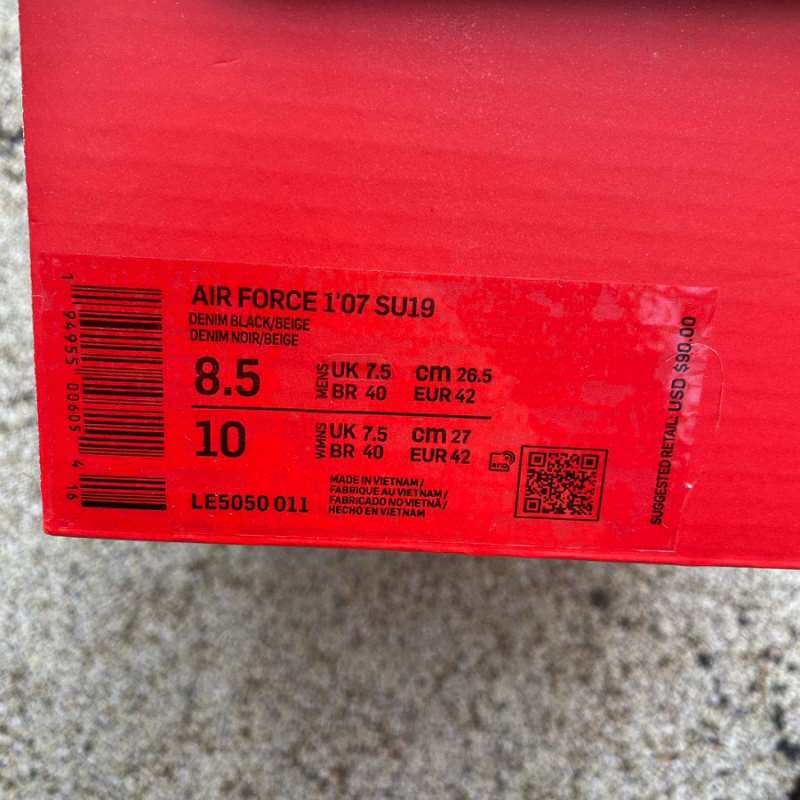 AIR FORCE 1'07 SU19
DENIM BLACK/BEIGE
DENIM NOIR/BEIGE
8.5 MENS UK 7.5 cm 26.5
BR 40 EUR 42
10 WMNS UK 7.5 cm 27
BR 40 EUR 42
LE5050 011
MADE IN VIETNAM/
FABRIQUE AU VIETNAM/
FABRICADO NO VIETNÃ/
HECHO EN VIETNAM
1 94955 00605 4 16
SUGGESTED RETAIL: USD $90.00